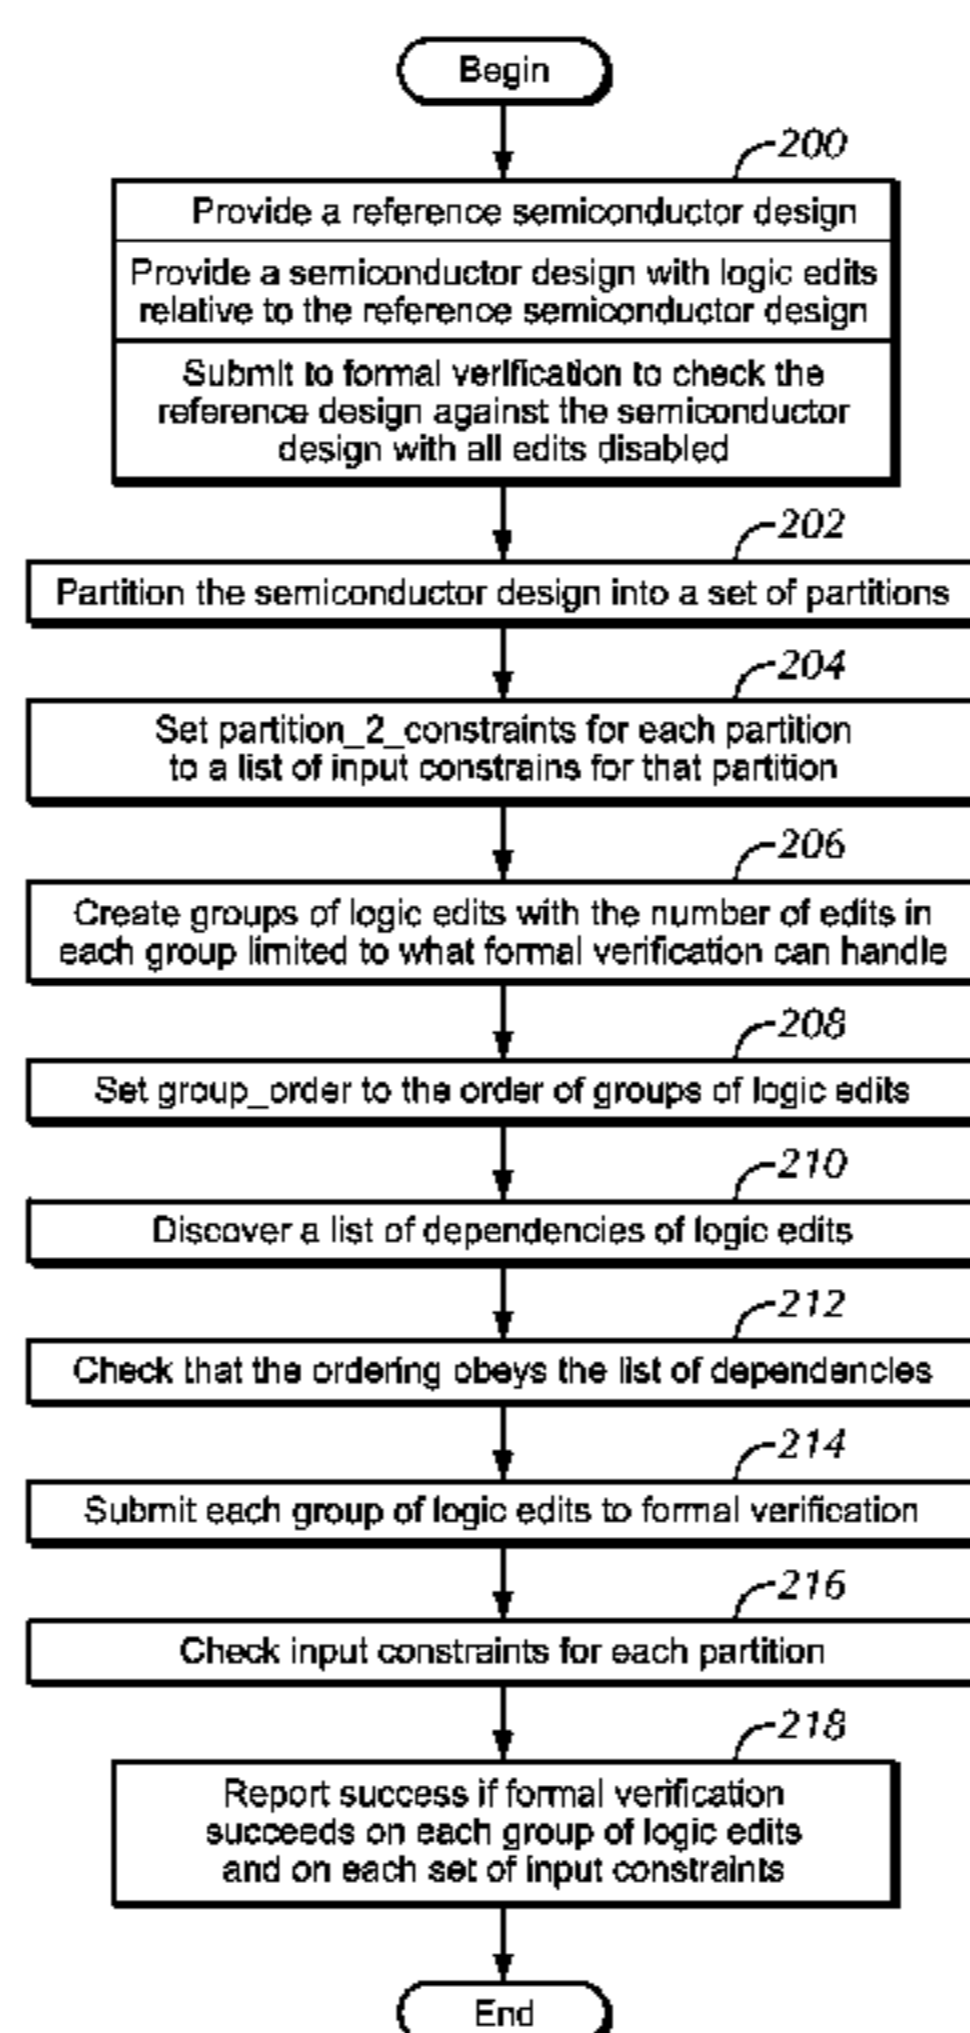 Begin
200
Provide a reference semiconductor design
Provide a semiconductor design with logic edits
relative to the reference semiconductor design
Submit to formal verification to check the
reference design against the semiconductor
design with all edits disabled
202
Partition the semiconductor design into a set of partitions
204
Set partition_2_constraints for each partition
to a list of input constrains for that partition
206
Create groups of logic edits with the number of edits in
each group limited to what formal verification can handle
208
Set group_order to the order of groups of logic edits
210
Discover a list of dependencies of logic edits
212
Check that the ordering obeys the list of dependencies
214
Submit each group of logic edits to formal verification
216
Check input constraints for each partition
218
Report success if formal verification
succeeds on each group of logic edits
and on each set of input constraints
End